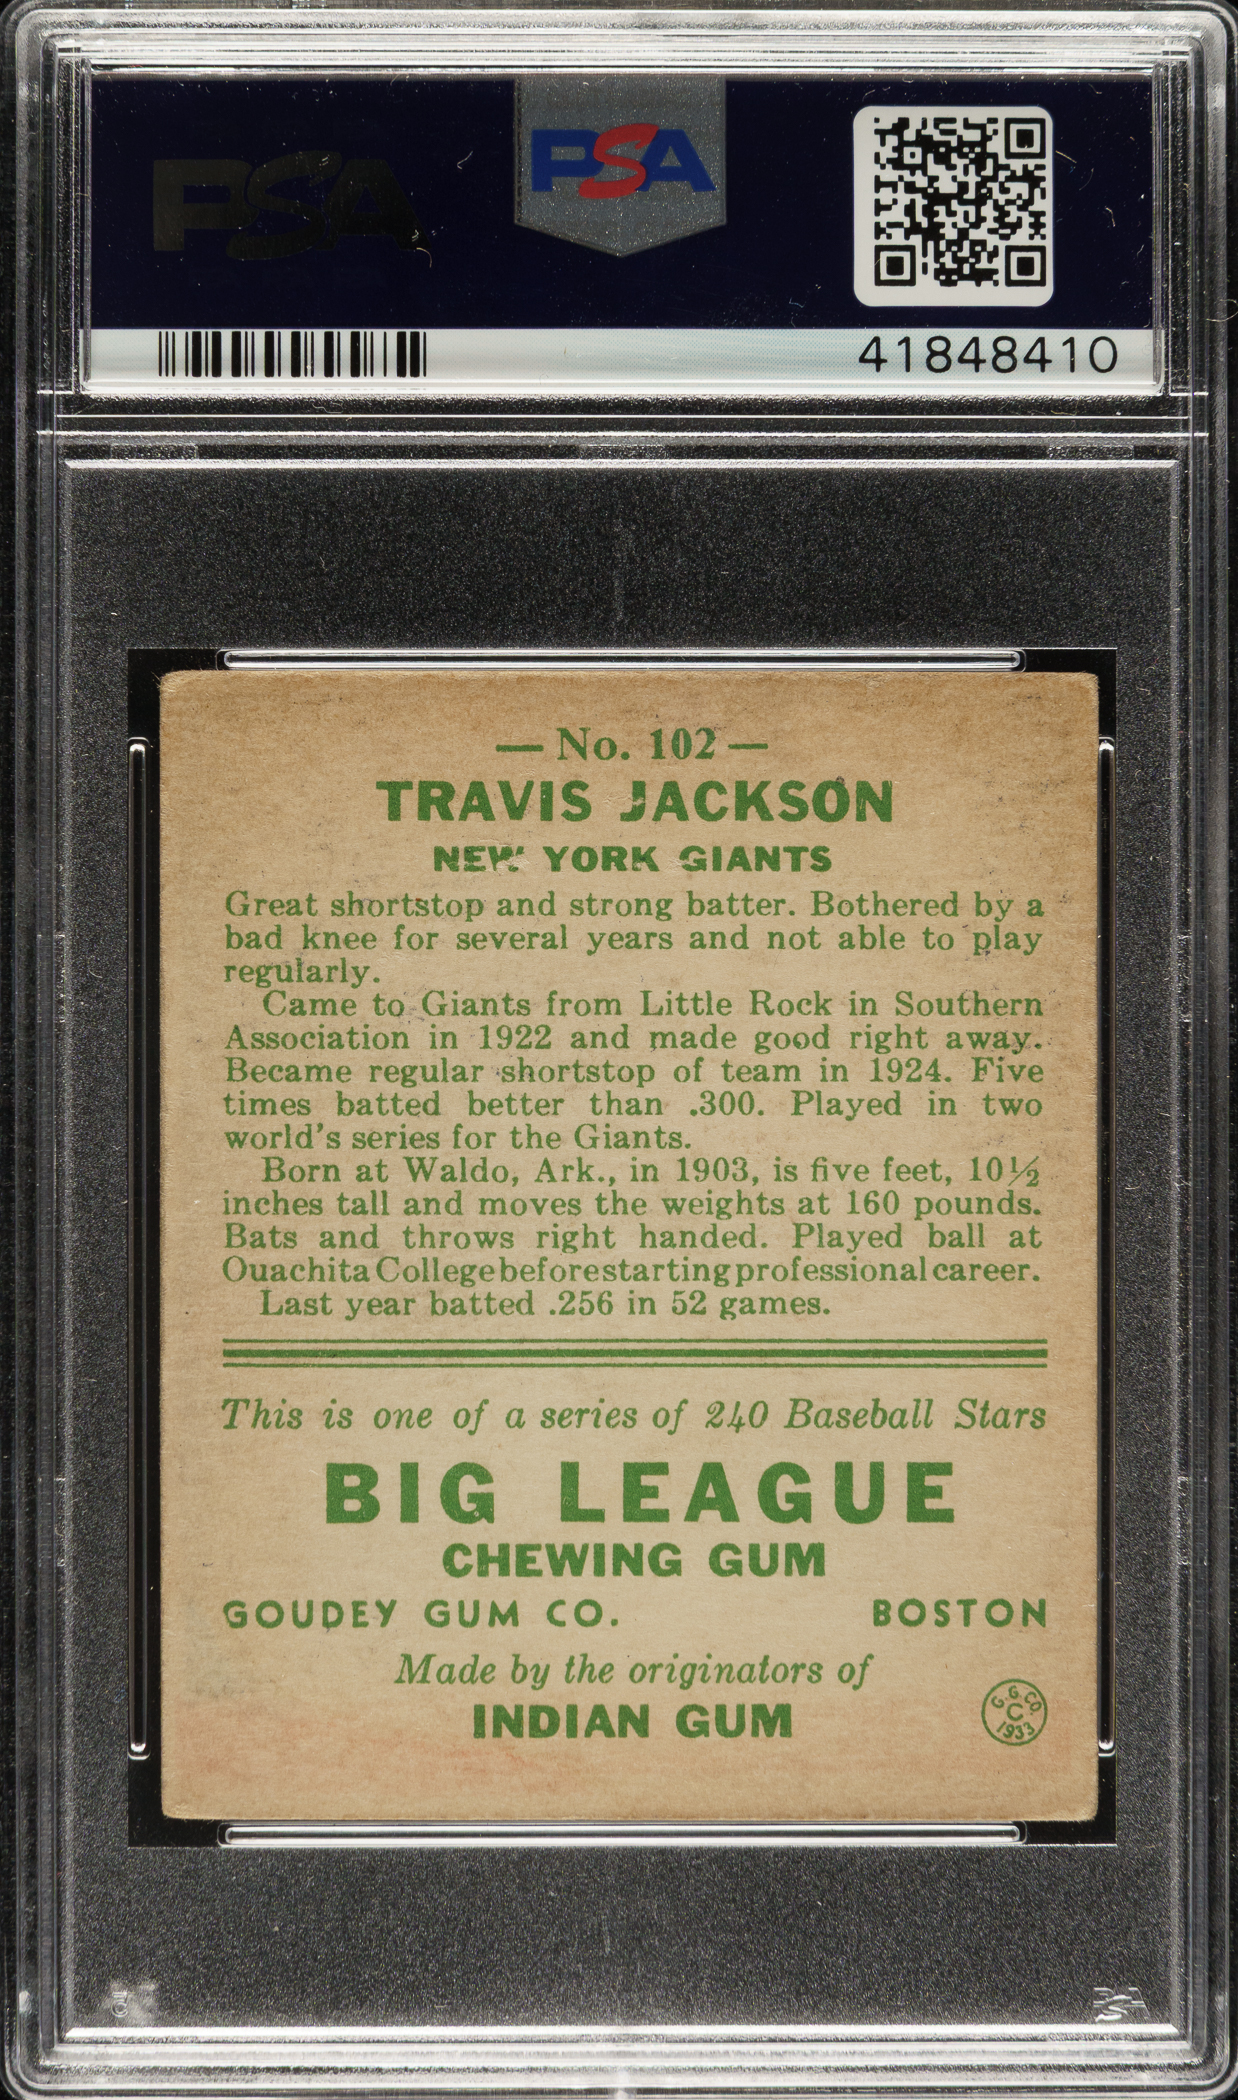 PSA
PSA
41848410
— No. 102 —
TRAVIS JACKSON
NEW YORK GIANTS
Great shortstop and strong batter. Bothered by a
bad knee for several years and not able to play
regularly.
Came to Giants from Little Rock in Southern
Association in 1922 and made good right away.
Became regular shortstop of team in 1924. Five
times batted better than .300. Played in two
world's series for the Giants.
Born at Waldo, Ark., in 1903, is five feet, 10½
inches tall and moves the weights at 160 pounds.
Bats and throws right handed. Played ball at
Ouachita College before starting professional career.
Last year batted .256 in 52 games.
This is one of a series of 240 Baseball Stars
BIG LEAGUE
CHEWING GUM
GOUDEY GUM CO. BOSTON
Made by the originators of
INDIAN GUM
G. G. CO.
C
1933